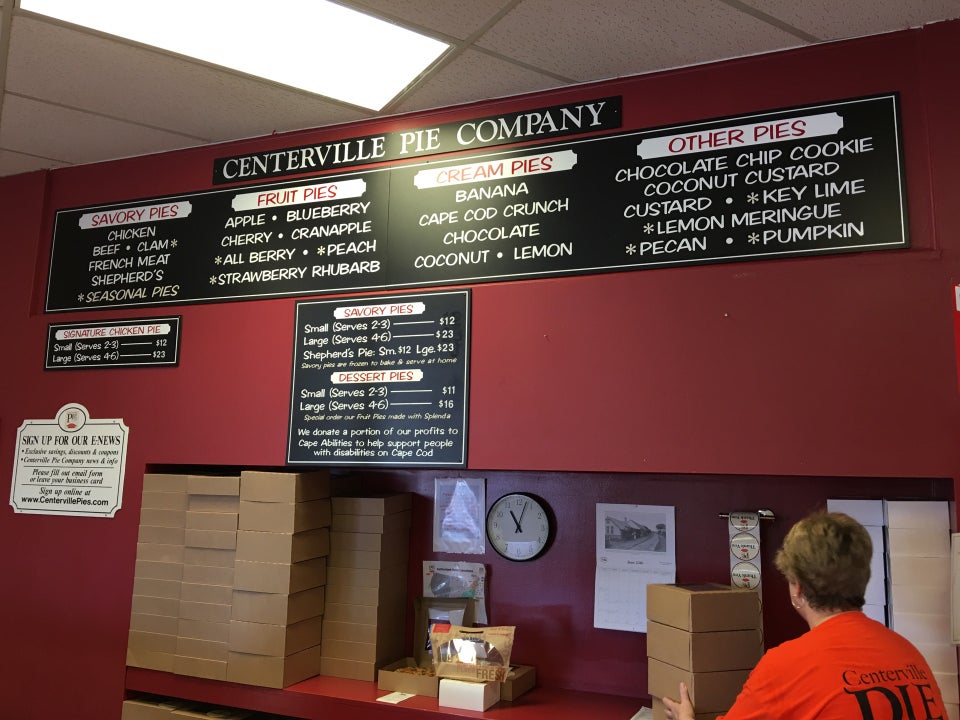 CENTERVILLE PIE COMPANY
SAVORY PIES
CHICKEN
BEEF • CLAM*
FRENCH MEAT
SHEPHERD'S
*SEASONAL PIES
FRUIT PIES
APPLE • BLUEBERRY
CHERRY • CRANAPPLE
*ALL BERRY • *PEACH
*STRAWBERRY RHUBARB
CREAM PIES
BANANA
CAPE COD CRUNCH
CHOCOLATE
COCONUT • LEMON
OTHER PIES
CHOCOLATE CHIP COOKIE
COCONUT CUSTARD
CUSTARD • *KEY LIME
*LEMON MERINGUE
*PECAN • *PUMPKIN
SIGNATURE CHICKEN PIE
Small (Serves 2-3) $12
Large (Serves 4-6) $23
SAVORY PIES
Small (Serves 2-3) $12
Large (Serves 4-6) $23
Shepherd's Pie: Sm. $12 Lge. $23
Savory pies are frozen to bake & serve at home
DESSERT PIES
Small (Serves 2-3) $11
Large (Serves 4-6) $16
Special order our Fruit Pies made with Splenda
We donate a portion of our profits to
Cape Abilities to help support people
with disabilities on Cape Cod
SIGN UP FOR OUR E-NEWS
• Exclusive savings, discounts & coupons
• Centerville Pie Company news & info
Please fill out email form
or leave your business card
Sign up online at
www.CentervillePies.com
Thank You
FRESH
Centerville
PIE